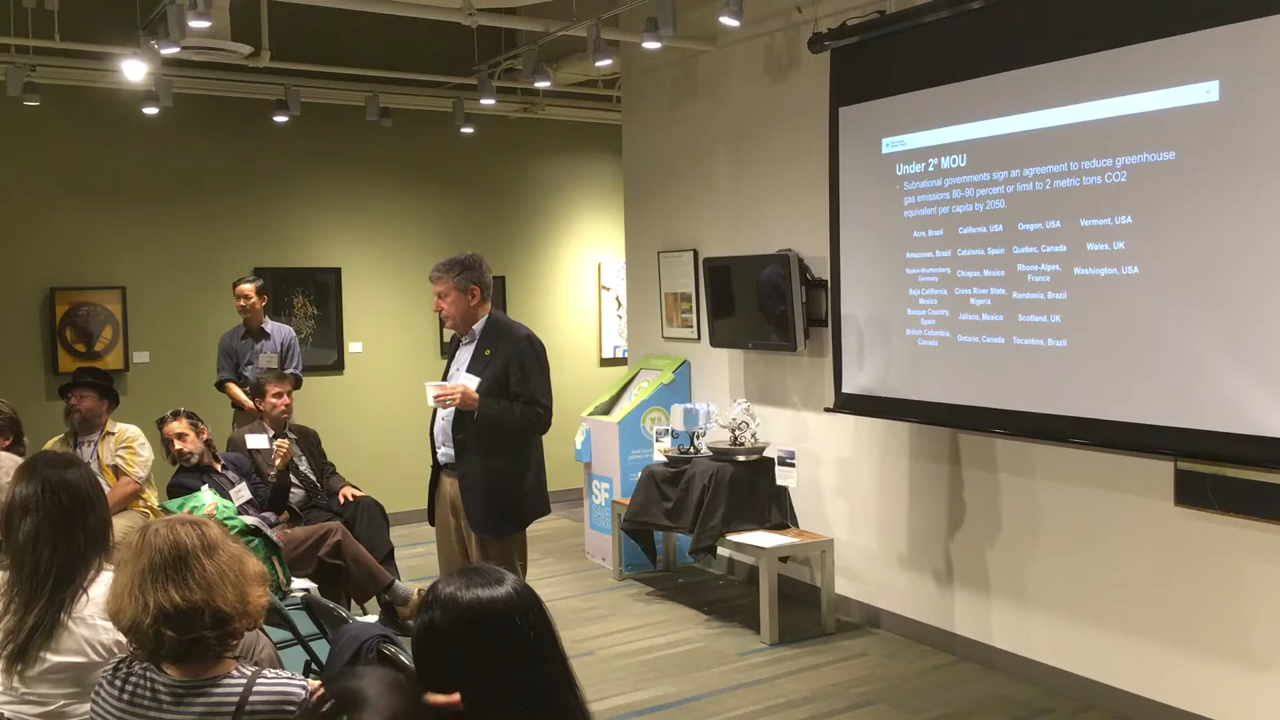 Under 2º MOU
- Subnational governments sign an agreement to reduce greenhouse
gas emissions 80–90 percent or limit to 2 metric tons CO2
equivalent per capita by 2050.
Acre, Brazil California, USA Oregon, USA Vermont, USA
Amazonas, Brazil Catalonia, Spain Quebec, Canada Wales, UK
Baden-Wurttemberg, Germany Chiapas, Mexico Rhone-Alpes, France Washington, USA
Baja California, Mexico Cross River State, Nigeria Rondonia, Brazil
Basque Country, Spain Jalisco, Mexico Scotland, UK
British Columbia, Canada Ontario, Canada Tocantins, Brazil
SF